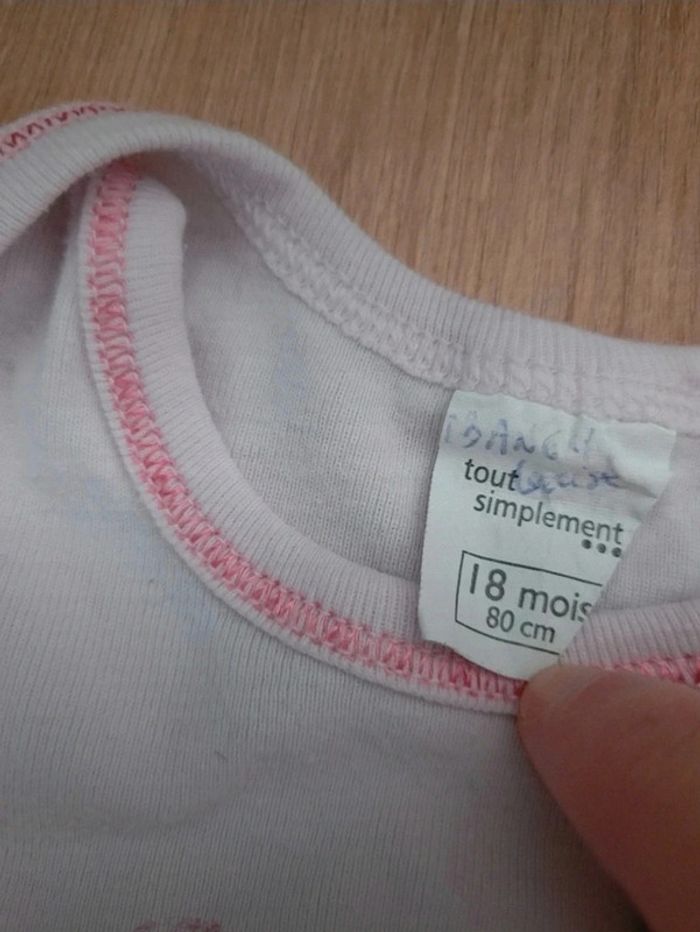 tout
simplement
...
18 mois
80 cm